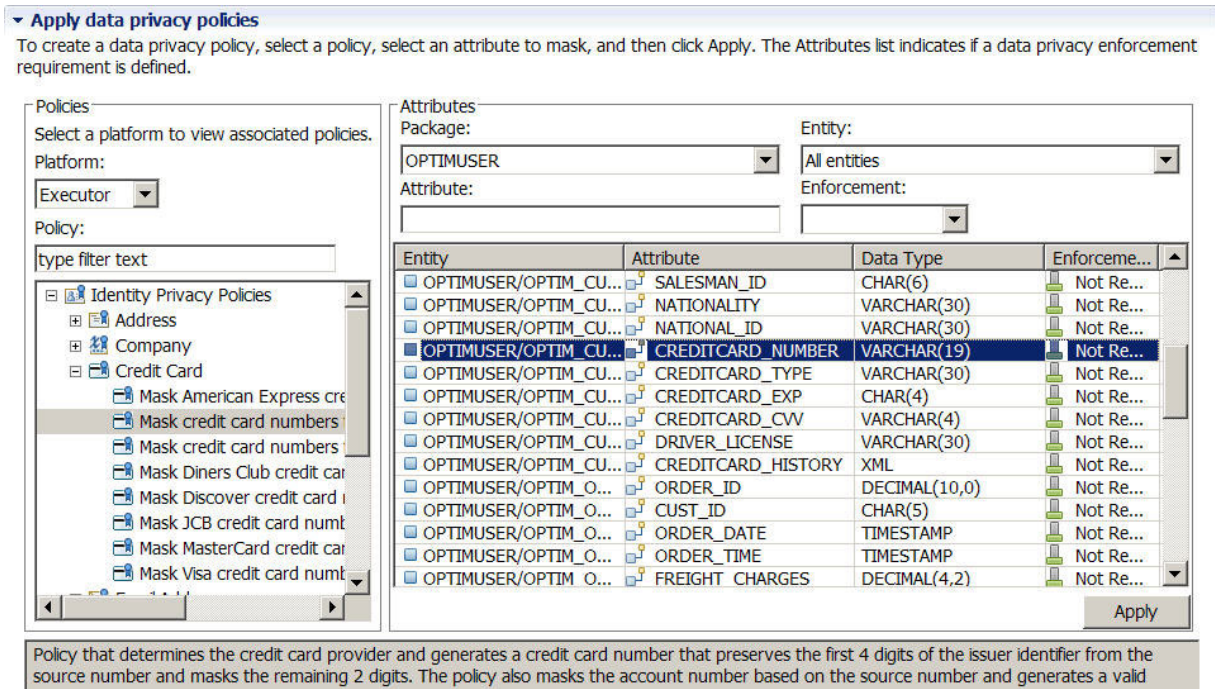 Apply data privacy policies
To create a data privacy policy, select a policy, select an attribute to mask, and then click Apply. The Attributes list indicates if a data privacy enforcement
requirement is defined.
Policies
Select a platform to view associated policies.
Platform:
Executor
Policy:
type filter text
Identity Privacy Policies
Address
Company
Credit Card
Mask American Express cre
Mask credit card numbers
Mask credit card numbers
Mask Diners Club credit car
Mask Discover credit card
Mask JCB credit card numb
Mask MasterCard credit car
Mask Visa credit card numb
Attributes
Package:
Entity:
OPTIMUSER
All entities
Attribute:
Enforcement:
Entity Attribute Data Type Enforceme...
OPTIMUSER/OPTIM_CU... SALESMAN_ID CHAR(6) Not Re...
OPTIMUSER/OPTIM_CU... NATIONALITY VARCHAR(30) Not Re...
OPTIMUSER/OPTIM_CU... NATIONAL_ID VARCHAR(30) Not Re...
OPTIMUSER/OPTIM_CU... CREDITCARD_NUMBER VARCHAR(19) Not Re...
OPTIMUSER/OPTIM_CU... CREDITCARD_TYPE VARCHAR(30) Not Re...
OPTIMUSER/OPTIM_CU... CREDITCARD_EXP CHAR(4) Not Re...
OPTIMUSER/OPTIM_CU... CREDITCARD_CVV VARCHAR(4) Not Re...
OPTIMUSER/OPTIM_CU... DRIVER_LICENSE VARCHAR(30) Not Re...
OPTIMUSER/OPTIM_CU... CREDITCARD_HISTORY XML Not Re...
OPTIMUSER/OPTIM_O... ORDER_ID DECIMAL(10,0) Not Re...
OPTIMUSER/OPTIM_O... CUST_ID CHAR(5) Not Re...
OPTIMUSER/OPTIM_O... ORDER_DATE TIMESTAMP Not Re...
OPTIMUSER/OPTIM_O... ORDER_TIME TIMESTAMP Not Re...
OPTIMUSER/OPTIM_O... FREIGHT_CHARGES DECIMAL(4,2) Not Re...
Apply
Policy that determines the credit card provider and generates a credit card number that preserves the first 4 digits of the issuer identifier from the
source number and masks the remaining 2 digits. The policy also masks the account number based on the source number and generates a valid